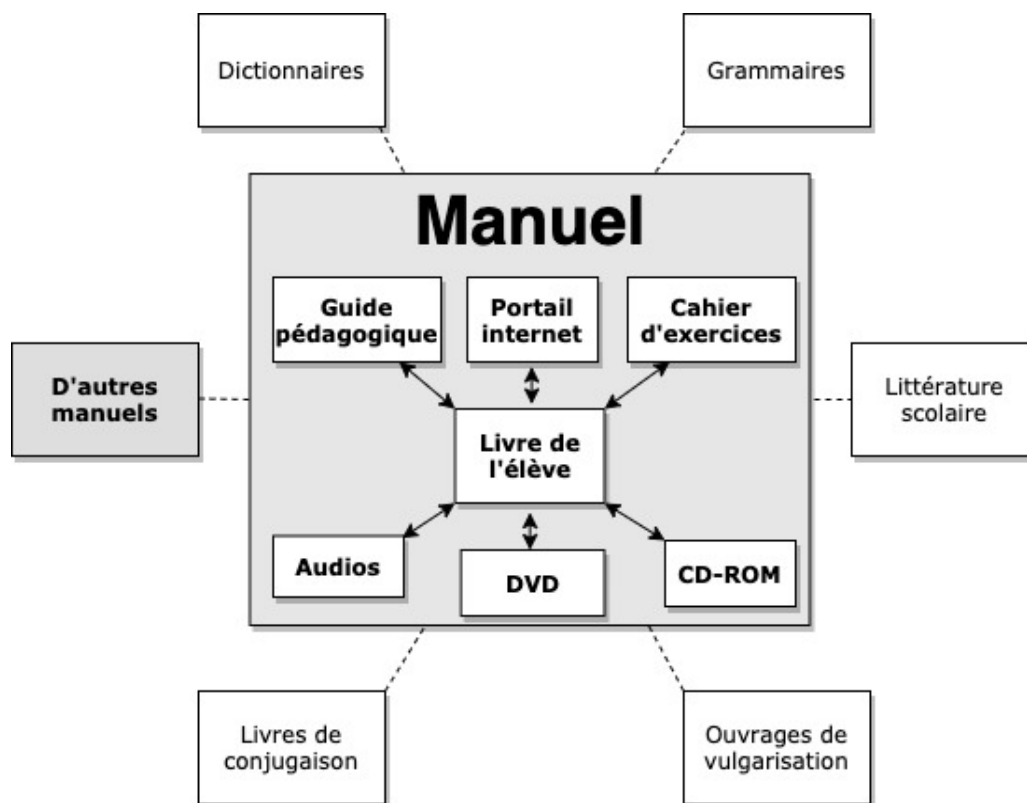 Dictionnaires
Grammaires
Manuel
Guide
pédagogique
Portail
internet
Cahier
d'exercices
D'autres
manuels
Livre de
l'élève
Littérature
scolaire
Audios
DVD
CD-ROM
Livres de
conjugaison
Ouvrages de
vulgarisation